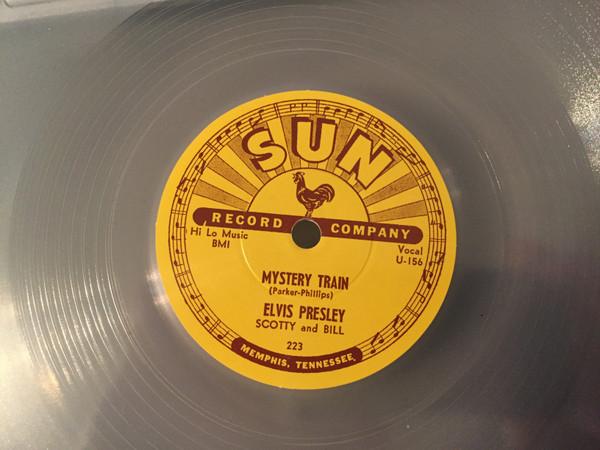 SUN
RECORD COMPANY
Hi Lo Music
BMI
Vocal
U-156
MYSTERY TRAIN
(Parker-Phillips)
ELVIS PRESLEY
SCOTTY and BILL
223
MEMPHIS, TENNESSEE